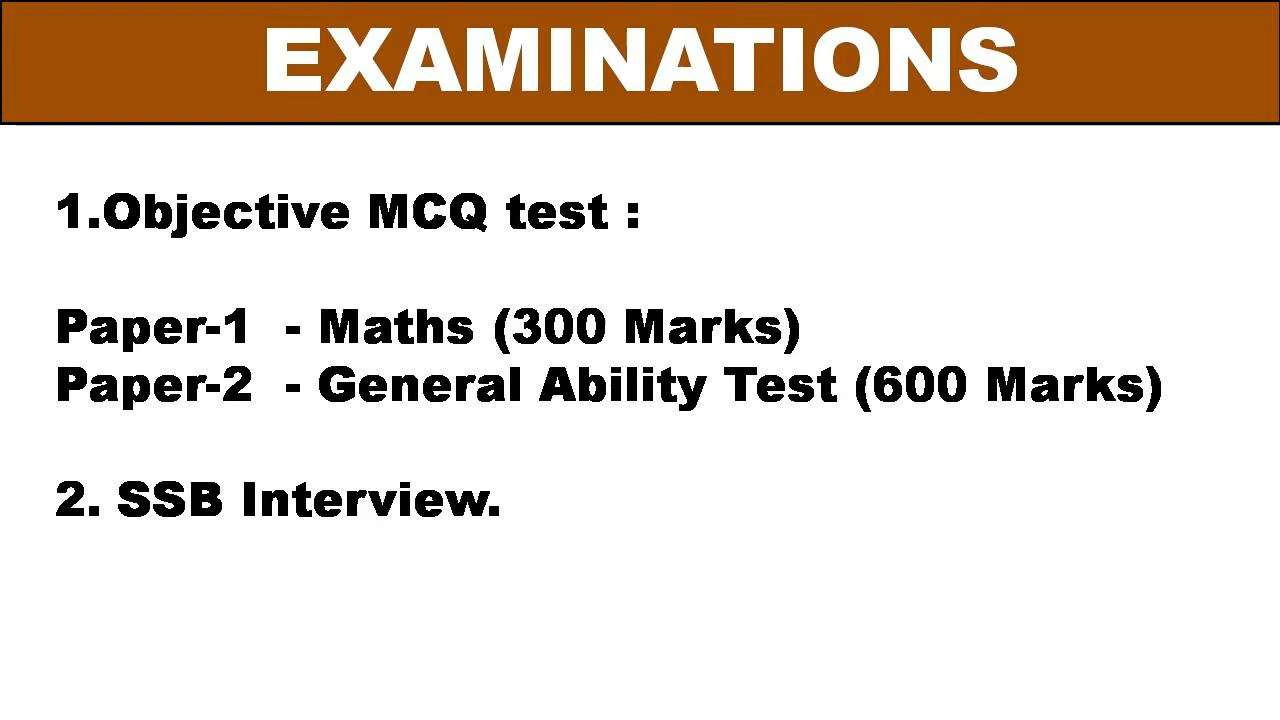 EXAMINATIONS
1.Objective MCQ test :
Paper-1 - Maths (300 Marks)
Paper-2 - General Ability Test (600 Marks)
2. SSB Interview.